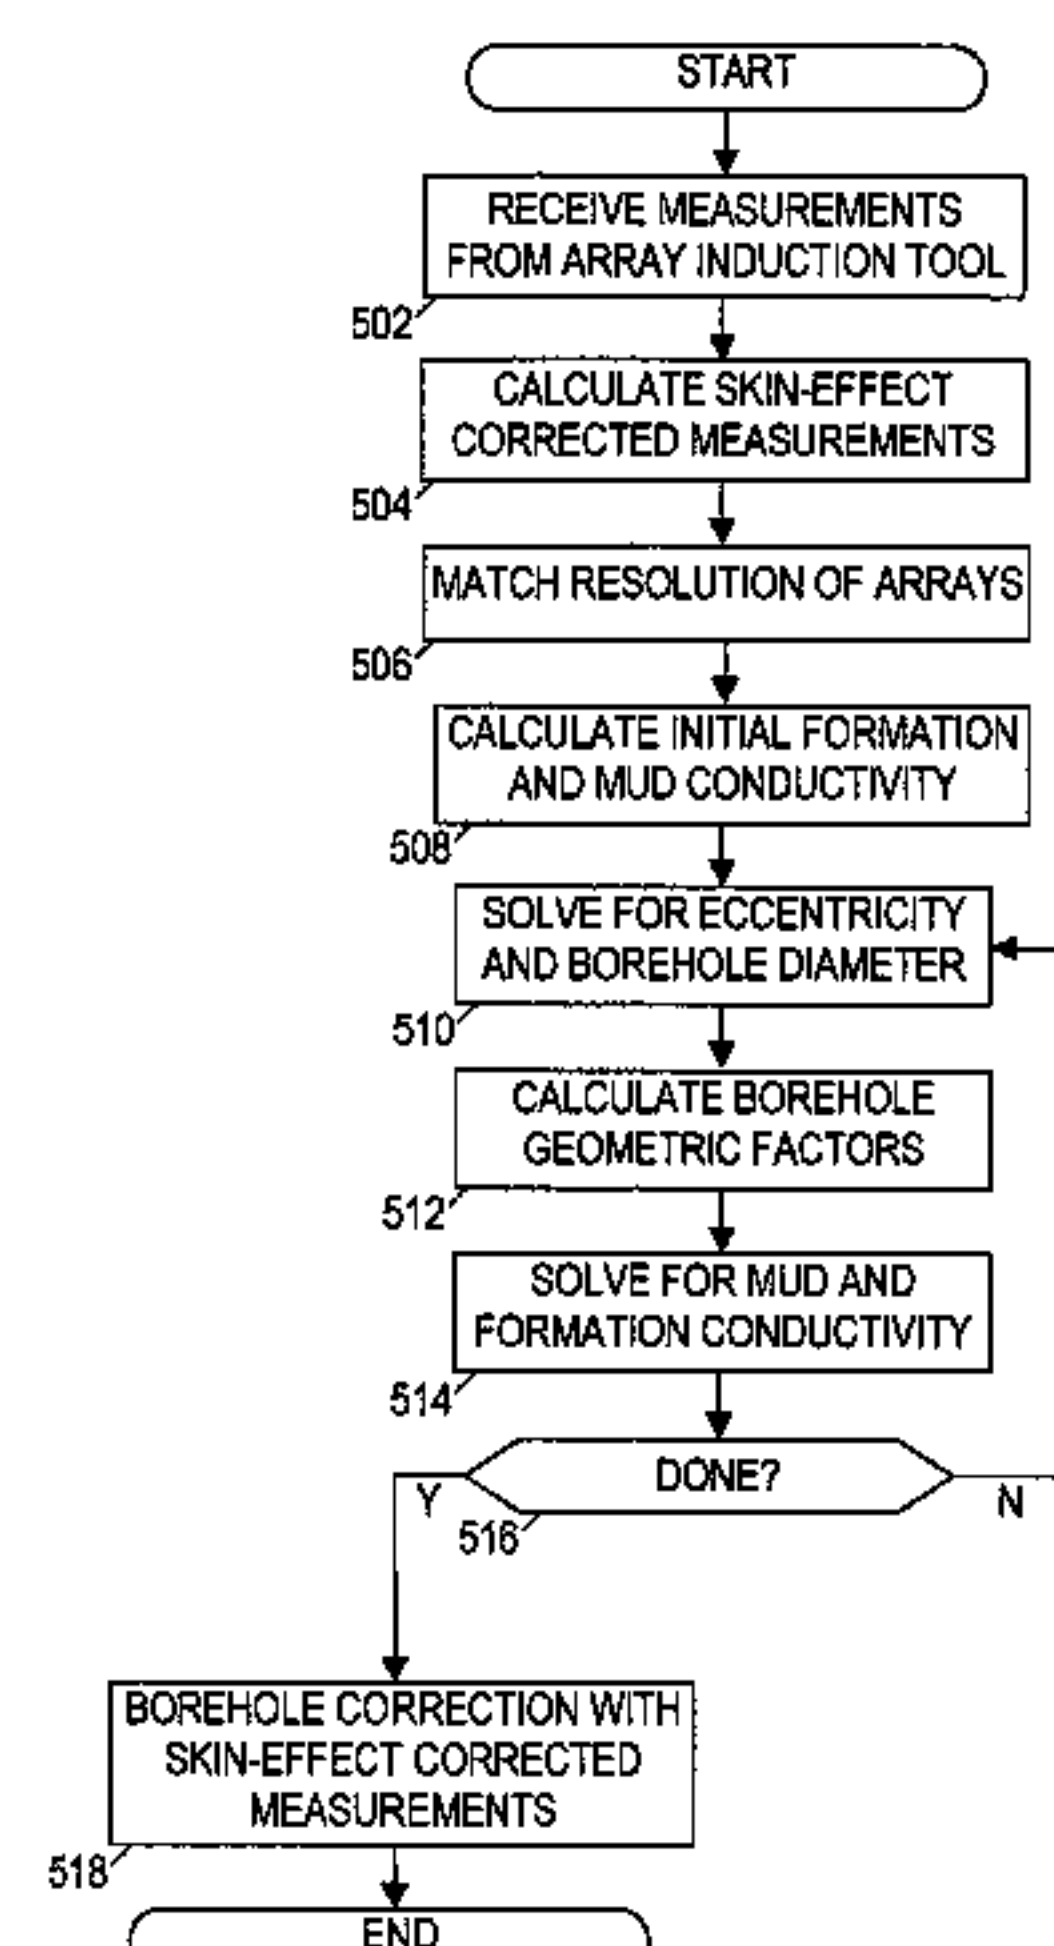 START
RECEIVE MEASUREMENTS
FROM ARRAY INDUCTION TOOL
502
CALCULATE SKIN-EFFECT
CORRECTED MEASUREMENTS
504
MATCH RESOLUTION OF ARRAYS
506
CALCULATE INITIAL FORMATION
AND MUD CONDUCTIVITY
508
SOLVE FOR ECCENTRICITY
AND BOREHOLE DIAMETER
510
CALCULATE BOREHOLE
GEOMETRIC FACTORS
512
SOLVE FOR MUD AND
FORMATION CONDUCTIVITY
514
DONE?
Y
N
516
BOREHOLE CORRECTION WITH
SKIN-EFFECT CORRECTED
MEASUREMENTS
518
END